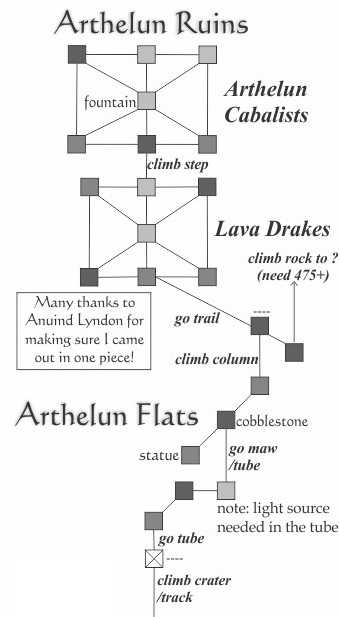 Arthelun Ruins
fountain
Arthelun
Cabalists
climb step
Lava Drakes
climb rock to ?
(need 475+)
Many thanks to
Anuind Lyndon for
making sure I came
out in one piece!
go trail
----
climb column
Arthelun Flats
cobblestone
statue
go maw
/tube
note: light source
needed in the tube
go tube
----
climb crater
/track